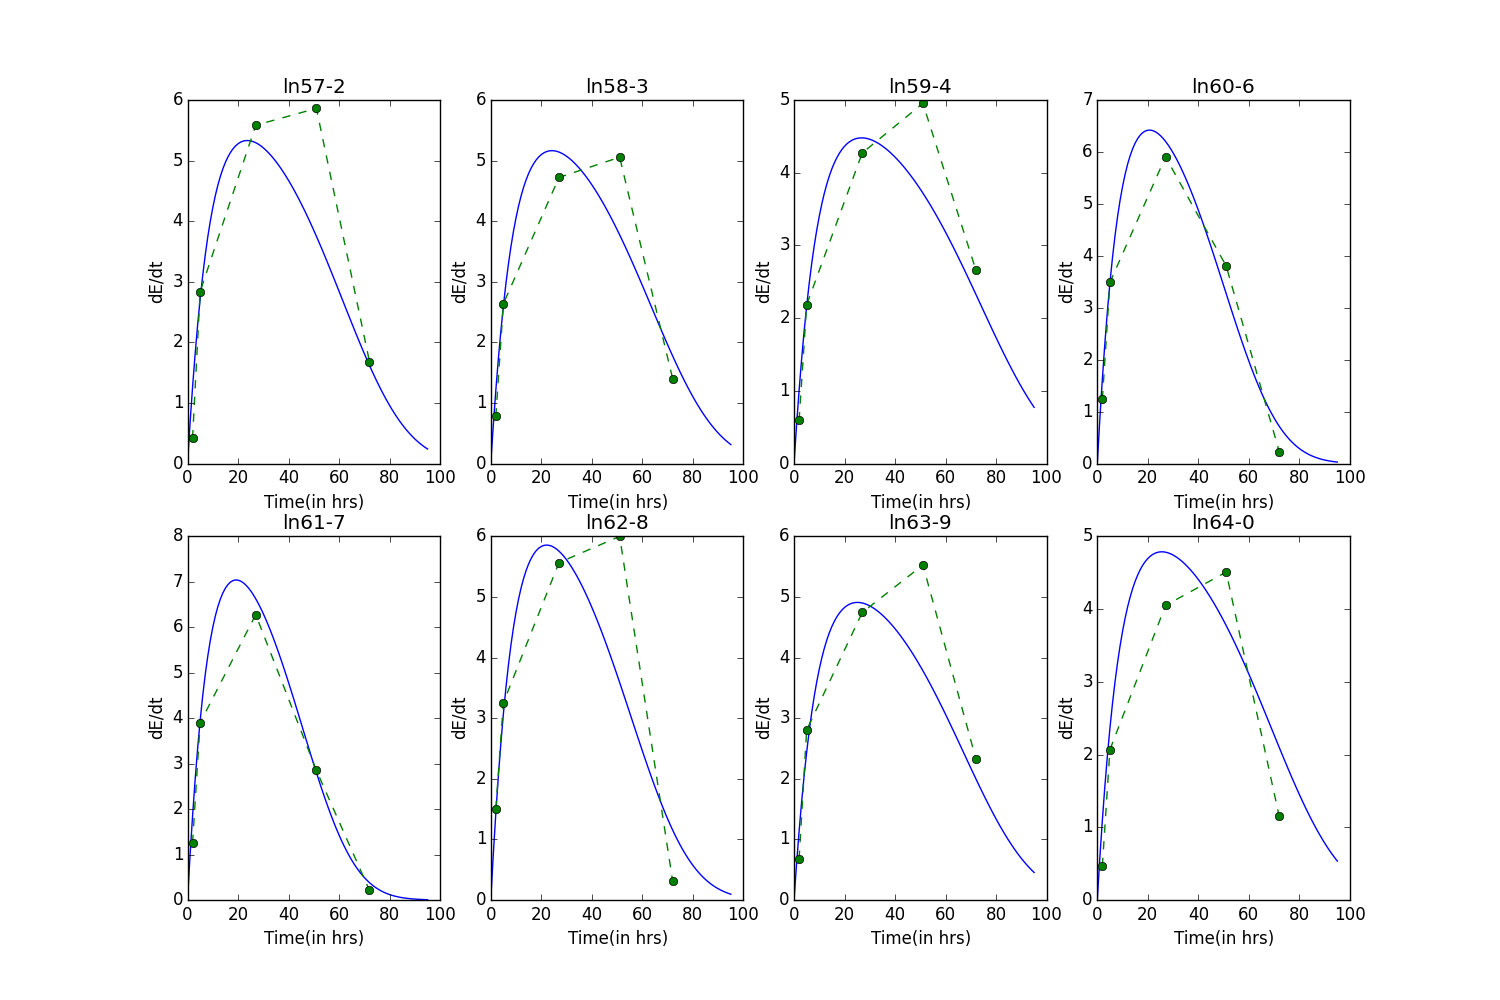 ln57-2 ln58-3 ln59-4 ln60-6
6 6 5 7
5 5 4 6
4 4 3 5
3 3 2 4
2 2 1 3
1 1 0 2
0 0 1
0
dE/dt dE/dt dE/dt dE/dt
0 20 40 60 80 100 0 20 40 60 80 100 0 20 40 60 80 100 0 20 40 60 80 100
Time(in hrs) Time(in hrs) Time(in hrs) Time(in hrs)
ln61-7 ln62-8 ln63-9 ln64-0
8 6 6 5
7 5 5 4
6 4 4 3
5 3 3 2
4 2 2 1
3 1 1 0
2 0 0
1
0
dE/dt dE/dt dE/dt dE/dt
0 20 40 60 80 100 0 20 40 60 80 100 0 20 40 60 80 100 0 20 40 60 80 100
Time(in hrs) Time(in hrs) Time(in hrs) Time(in hrs)